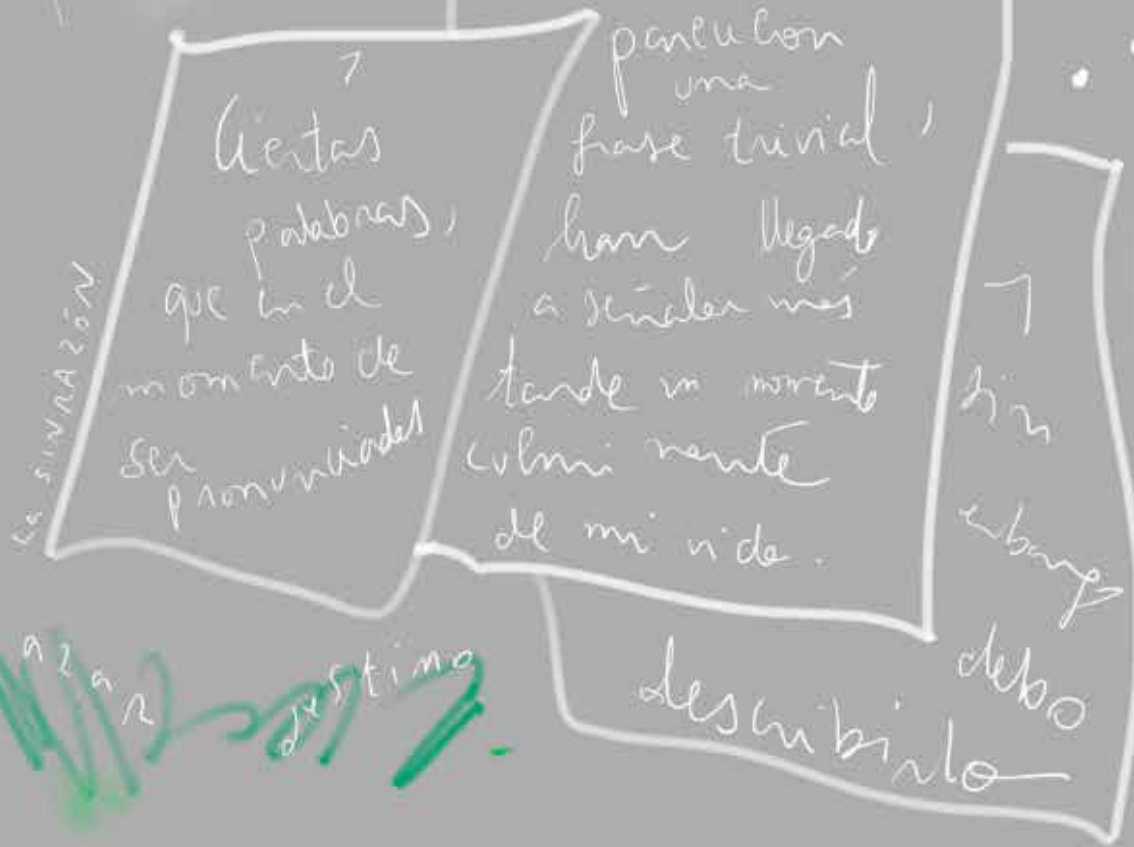 LA SINRAZÓN
Ciertas
palabras,
que en el
momento de
ser
pronunciadas
parecieron
una
frase trivial,
han llegado
a señalar más
tarde un momento
culminante
de mi vida.
sin
embargo
debo
describirlo
azar
destino